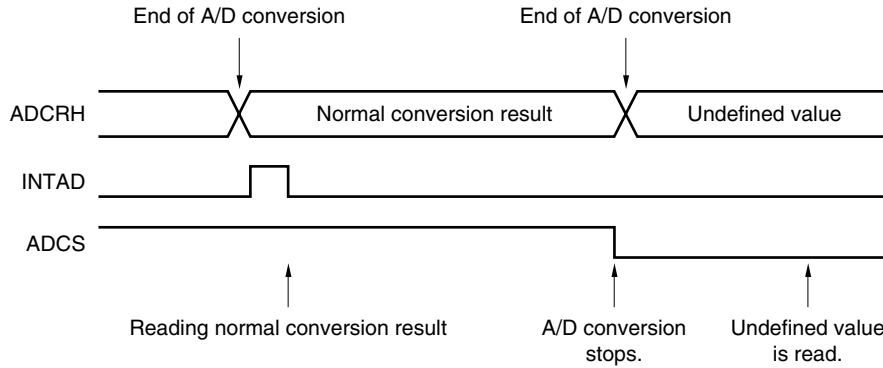 End of A/D conversion
End of A/D conversion
ADCRH
Normal conversion result
Undefined value
INTAD
ADCS
Reading normal conversion result
A/D conversion
stops.
Undefined value
is read.